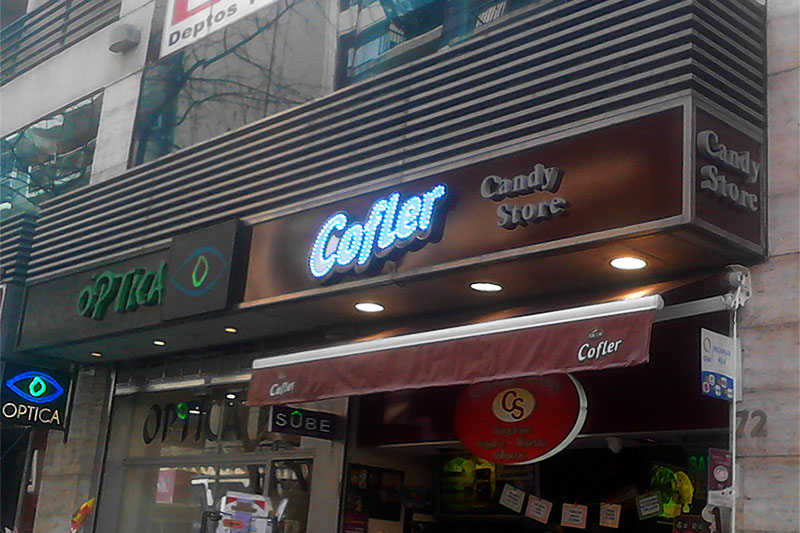 Deptos
Cofler
Candy
Store
Candy
Store
OPTICA
OPTICA
OPTICA
SUBE
Cofler
Cofler
CS
72